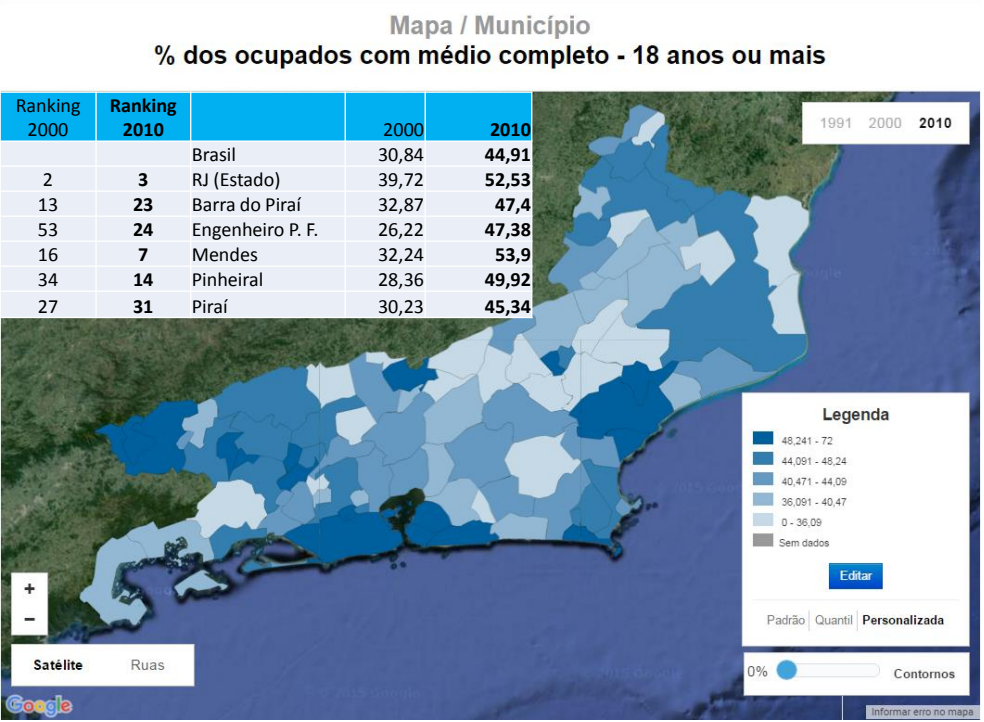 Mapa / Município
% dos ocupados com médio completo - 18 anos ou mais
Ranking 2000 Ranking 2010 2000 2010
Brasil 30,84 44,91
2 3 RJ (Estado) 39,72 52,53
13 23 Barra do Piraí 32,87 47,4
53 24 Engenheiro P. F. 26,22 47,38
16 7 Mendes 32,24 53,9
34 14 Pinheiral 28,36 49,92
27 31 Piraí 30,23 45,34
1991 2000 2010
Legenda
48,241 - 72
44,091 - 48,24
40,471 - 44,09
36,091 - 40,47
0 - 36,09
Sem dados
Editar
Padrão Quantil Personalizada
+
−
Satélite Ruas
0% Contornos
Google
Informar erro no mapa